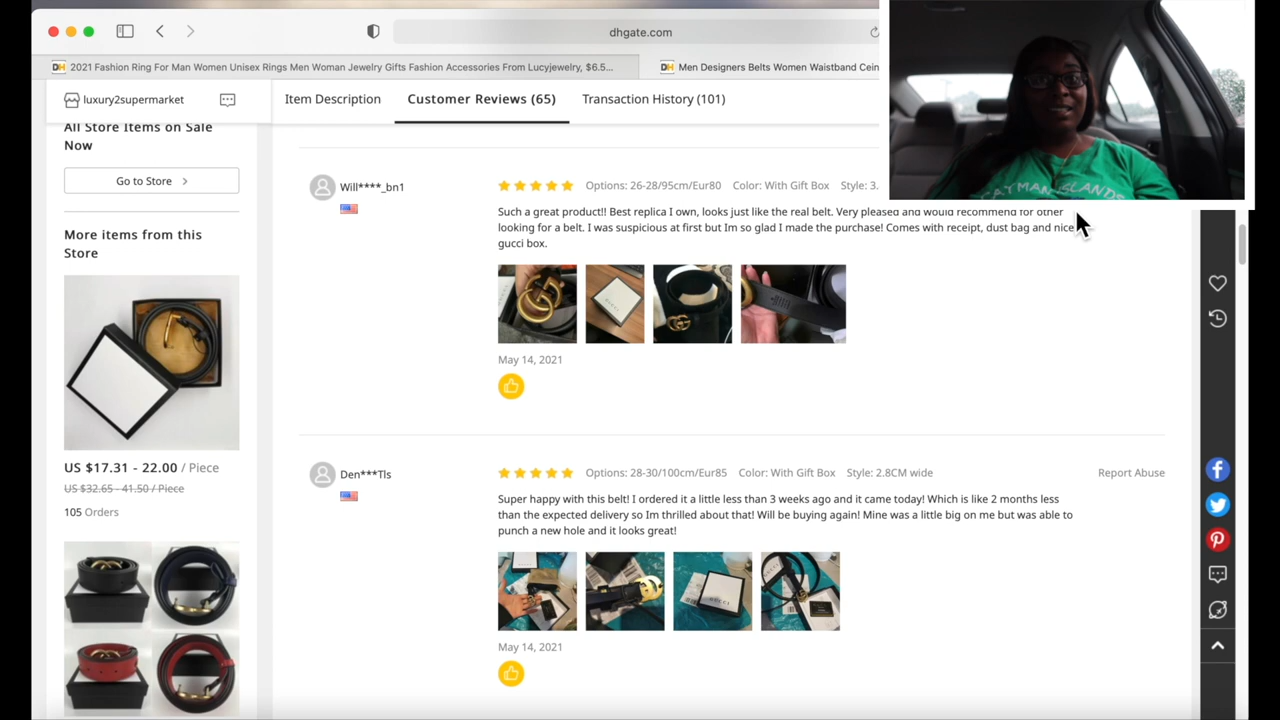 dhgate.com
2021 Fashion Ring For Man Women Unisex Rings Men Woman Jewelry Gifts Fashion Accessories From Lucyjewelry, $6.5...
Men Designers Belts Women Waistband Cein
luxury2supermarket
Item Description
Customer Reviews (65)
Transaction History (101)
All Store Items on Sale
Now
Go to Store
More items from this
Store
US $17.31 - 22.00 / Piece
US $32.65 - 41.50 / Piece
105 Orders
Will****_bn1
Options: 26-28/95cm/Eur80 Color: With Gift Box Style: 3.
Such a great product!! Best replica I own, looks just like the real belt. Very pleased and would recommend for other
looking for a belt. I was suspicious at first but Im so glad I made the purchase! Comes with receipt, dust bag and nice
gucci box.
GUCCI
May 14, 2021
Den***Tls
Options: 28-30/100cm/Eur85 Color: With Gift Box Style: 2.8CM wide
Report Abuse
Super happy with this belt! I ordered it a little less than 3 weeks ago and it came today! Which is like 2 months less
than the expected delivery so Im thrilled about that! Will be buying again! Mine was a little big on me but was able to
punch a new hole and it looks great!
GUCCI
May 14, 2021
CAYMAN ISLANDS